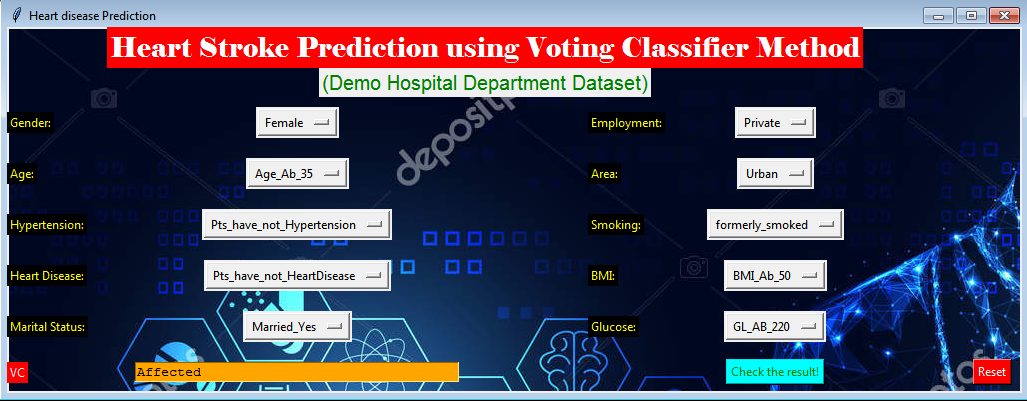 Heart disease Prediction
Heart Stroke Prediction using Voting Classifier Method
(Demo Hospital Department Dataset)
Gender: Female Employment: Private
Age: Age_Ab_35 Area: Urban
Hypertension: Pts_have_not_Hypertension Smoking: formerly_smoked
Heart Disease: Pts_have_not_HeartDisease BMI: BMI_Ab_50
Marital Status: Married_Yes Glucose: GL_AB_220
VC Affected Check the result! Reset